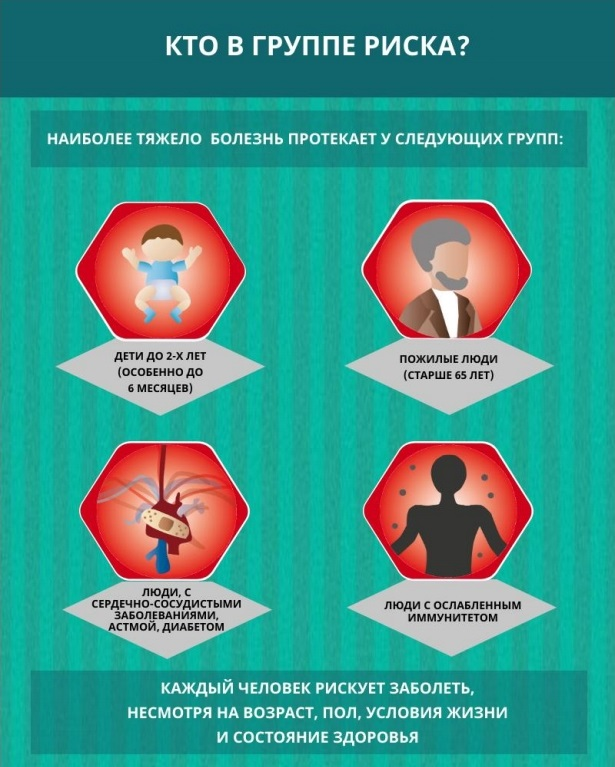 КТО В ГРУППЕ РИСКА?
НАИБОЛЕЕ ТЯЖЕЛО БОЛЕЗНЬ ПРОТЕКАЕТ У СЛЕДУЮЩИХ ГРУПП:
ДЕТИ ДО 2-Х ЛЕТ
(ОСОБЕННО ДО
6 МЕСЯЦЕВ)
ПОЖИЛЫЕ ЛЮДИ
(СТАРШЕ 65 ЛЕТ)
ЛЮДИ, С
СЕРДЕЧНО-СОСУДИСТЫМИ
ЗАБОЛЕВАНИЯМИ,
АСТМОЙ, ДИАБЕТОМ
ЛЮДИ С ОСЛАБЛЕННЫМ
ИММУНИТЕТОМ
КАЖДЫЙ ЧЕЛОВЕК РИСКУЕТ ЗАБОЛЕТЬ,
НЕСМОТРЯ НА ВОЗРАСТ, ПОЛ, УСЛОВИЯ ЖИЗНИ
И СОСТОЯНИЕ ЗДОРОВЬЯ